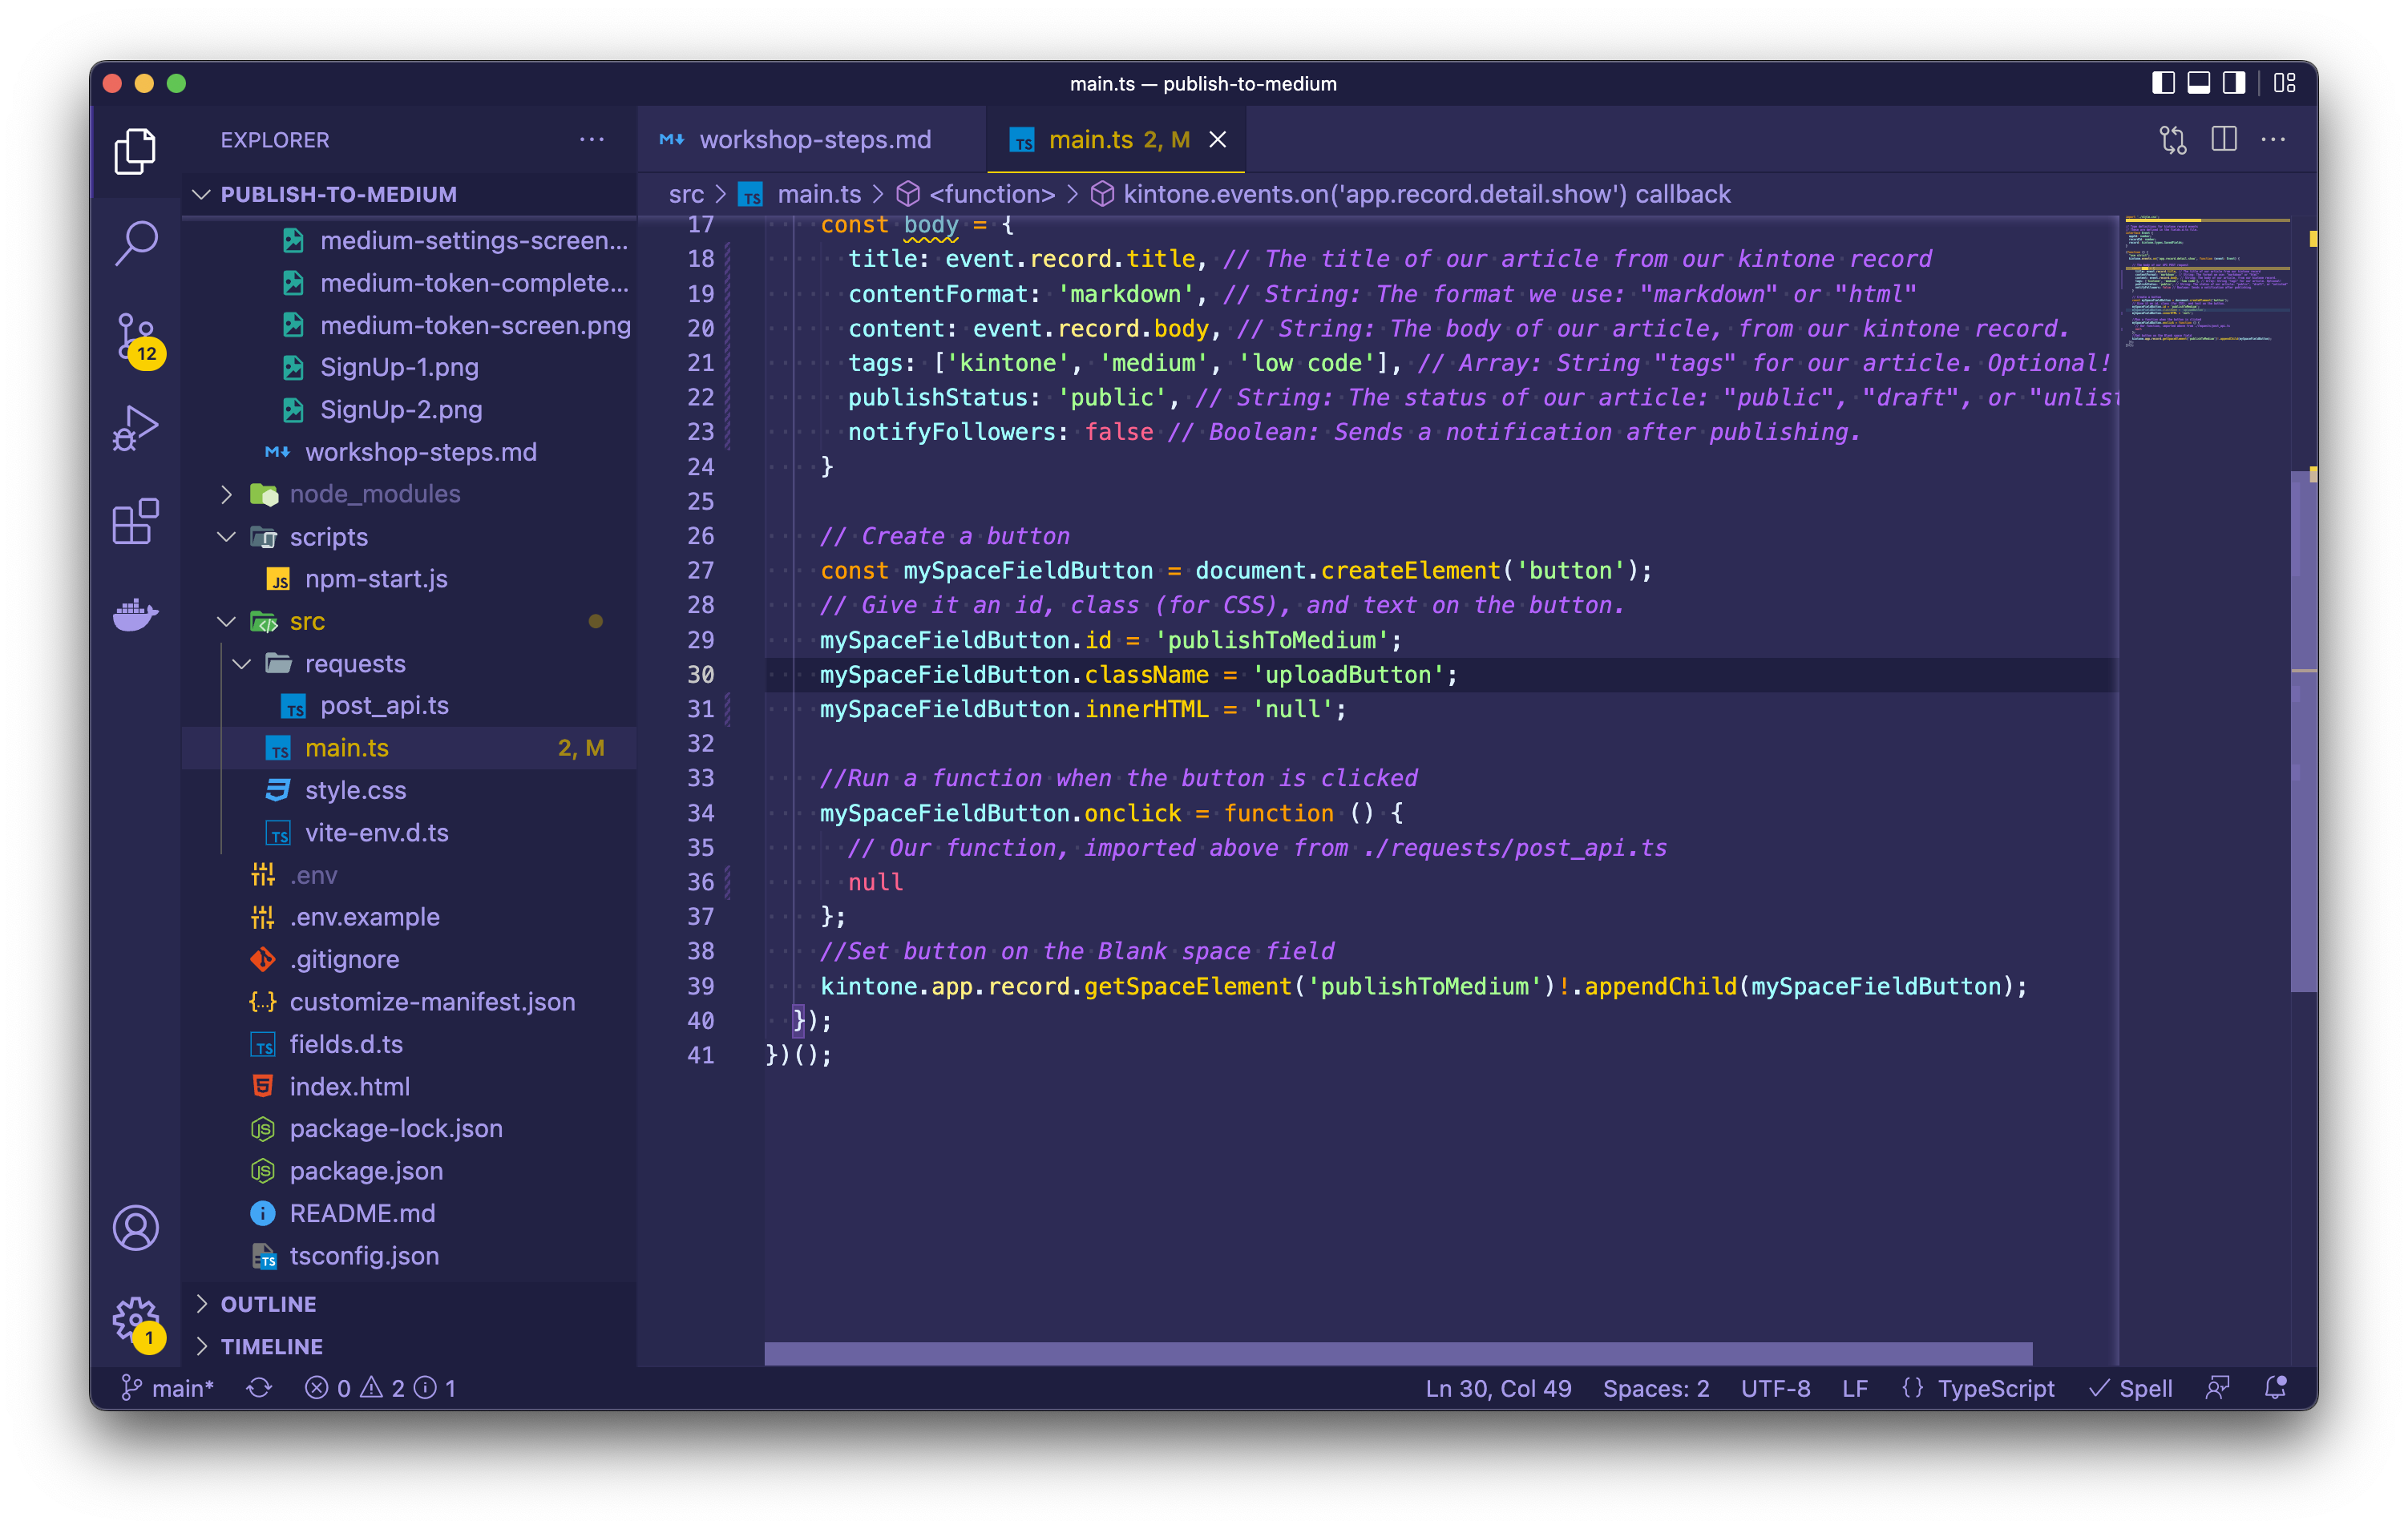 main.ts — publish-to-medium
EXPLORER
PUBLISH-TO-MEDIUM
medium-settings-screen...
medium-token-complete...
medium-token-screen.png
SignUp-1.png
SignUp-2.png
workshop-steps.md
node_modules
scripts
npm-start.js
src
requests
post_api.ts
main.ts 2, M
style.css
vite-env.d.ts
.env
.env.example
.gitignore
customize-manifest.json
fields.d.ts
index.html
package-lock.json
package.json
README.md
tsconfig.json
OUTLINE
TIMELINE
12
1
workshop-steps.md
main.ts 2, M
src > main.ts > <function> > kintone.events.on('app.record.detail.show') callback
17 const body = {
18 title: event.record.title, // The title of our article from our kintone record
19 contentFormat: 'markdown', // String: The format we use: "markdown" or "html"
20 content: event.record.body, // String: The body of our article, from our kintone record.
21 tags: ['kintone', 'medium', 'low code'], // Array: String "tags" for our article. Optional!
22 publishStatus: 'public', // String: The status of our article: "public", "draft", or "unlist
23 notifyFollowers: false // Boolean: Sends a notification after publishing.
24 }
25
26 // Create a button
27 const mySpaceFieldButton = document.createElement('button');
28 // Give it an id, class (for CSS), and text on the button.
29 mySpaceFieldButton.id = 'publishToMedium';
30 mySpaceFieldButton.className = 'uploadButton';
31 mySpaceFieldButton.innerHTML = 'null';
32
33 //Run a function when the button is clicked
34 mySpaceFieldButton.onclick = function () {
35 // Our function, imported above from ./requests/post_api.ts
36 null
37 };
38 //Set button on the Blank space field
39 kintone.app.record.getSpaceElement('publishToMedium')!.appendChild(mySpaceFieldButton);
40 });
41 })();
main* 0 2 1 Ln 30, Col 49 Spaces: 2 UTF-8 LF {} TypeScript Spell